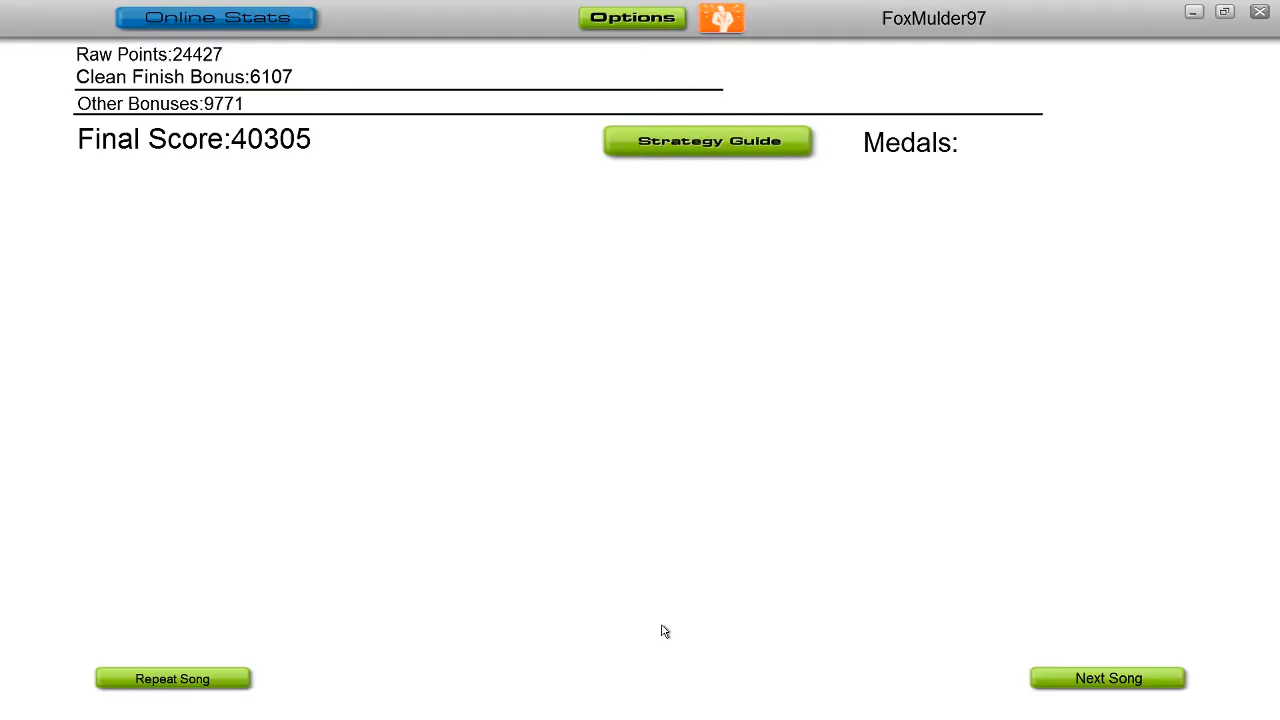 Online Stats
Options
FoxMulder97
Raw Points:24427
Clean Finish Bonus:6107
Other Bonuses:9771
Final Score:40305
Strategy Guide
Medals:
Repeat Song
Next Song